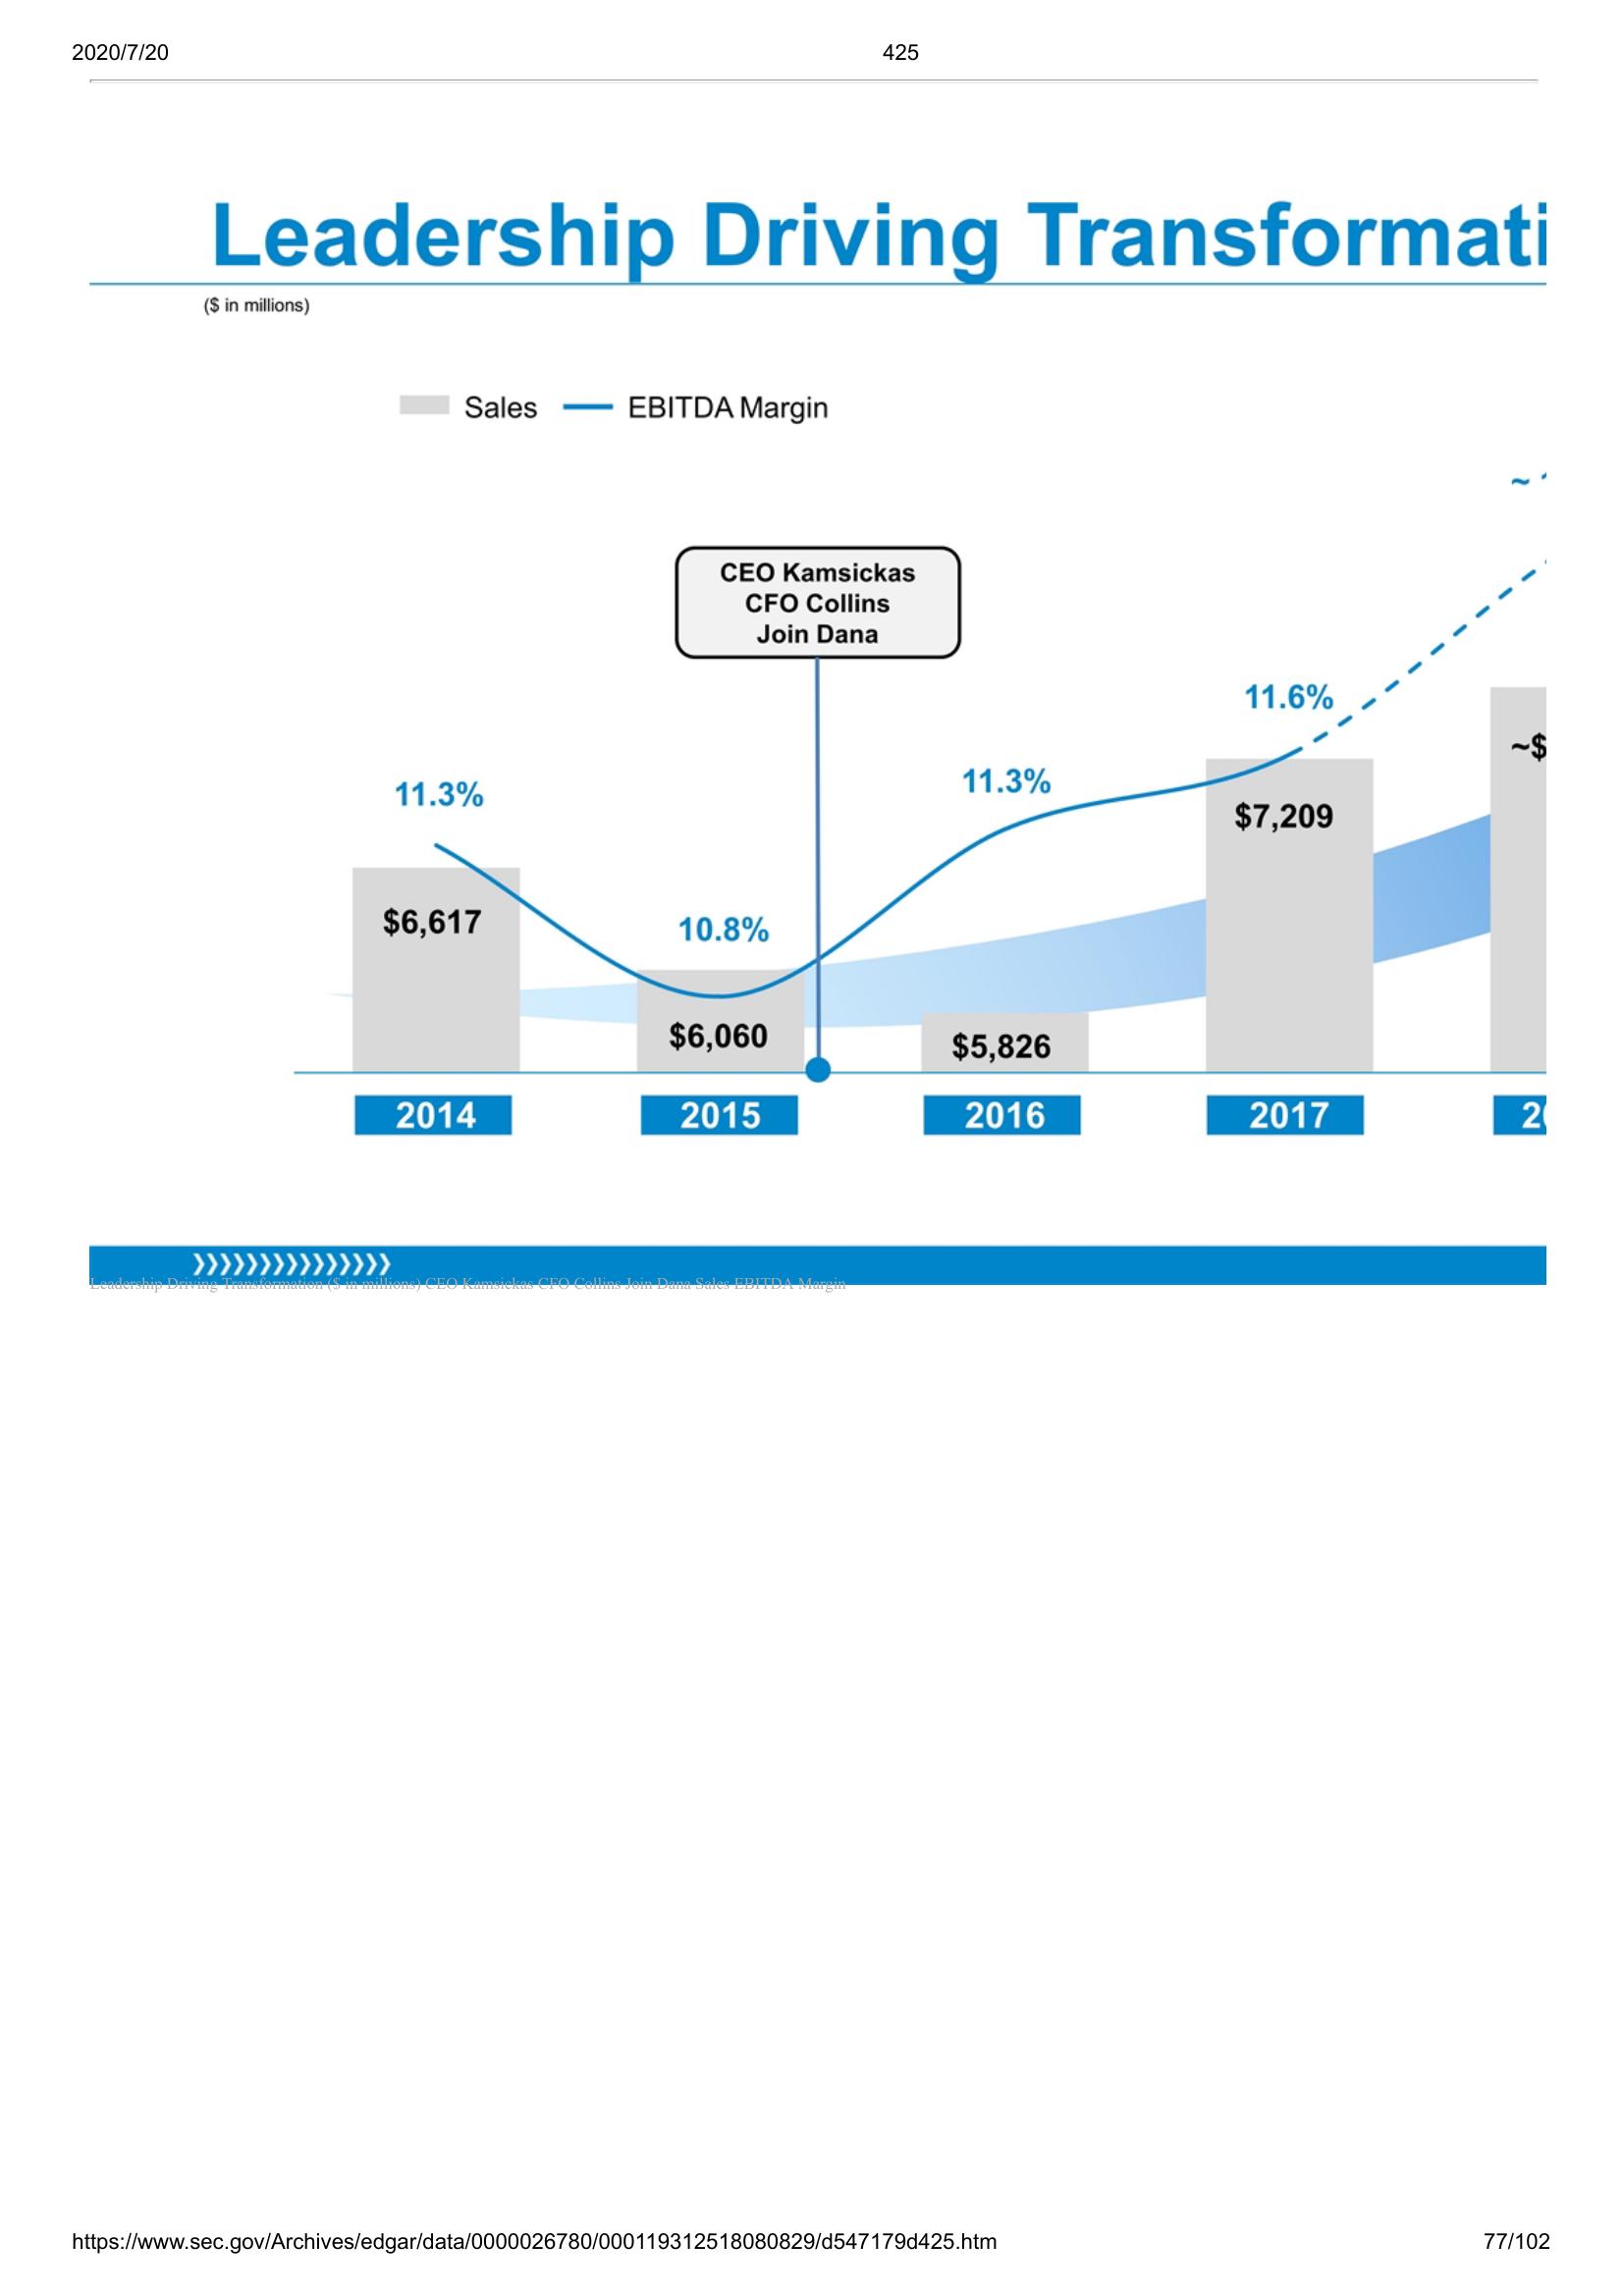 2020/7/20 425
Leadership Driving Transformati
($ in millions)
Sales EBITDA Margin
~
CEO Kamsickas
CFO Collins
Join Dana
11.6%
~$
11.3%
11.3%
$7,209
$6,617
10.8%
$6,060
$5,826
2014 2015 2016 2017 20
Leadership Driving Transformation ($ in millions) CEO Kamsickas CFO Collins Join Dana Sales EBITDA Margin
https://www.sec.gov/Archives/edgar/data/0000026780/000119312518080829/d547179d425.htm 77/102